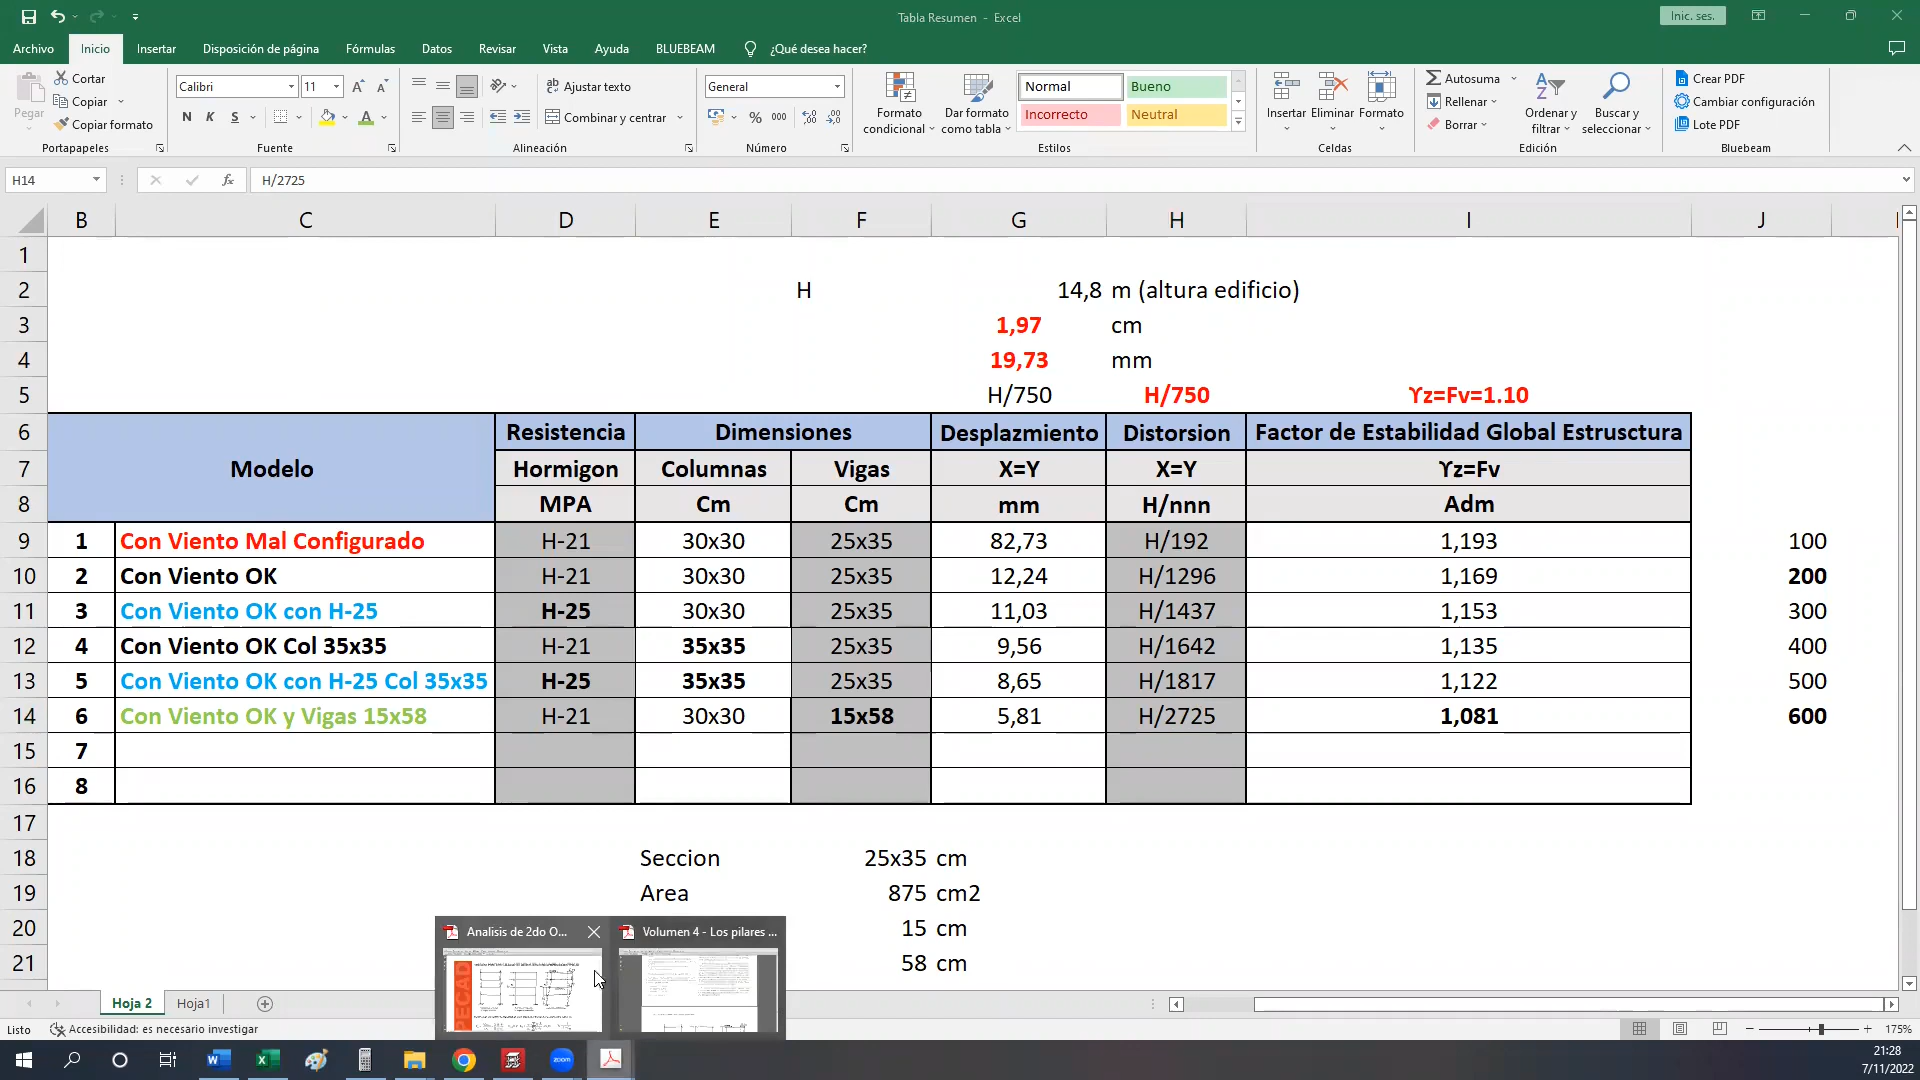 Tabla Resumen - Excel
Inic. ses.
Archivo Inicio Insertar Disposición de página Fórmulas Datos Revisar Vista Ayuda BLUEBEAM ¿Qué desea hacer?
Pegar
Cortar
Copiar
Copiar formato
Portapapeles
Calibri 11
N K S
Fuente
Ajustar texto
Combinar y centrar
Alineación
General
% 000
Número
Formato condicional
Dar formato como tabla
Normal Bueno
Incorrecto Neutral
Estilos
Insertar Eliminar Formato
Celdas
Autosuma
Rellenar
Borrar
Ordenar y filtrar
Buscar y seleccionar
Edición
Crear PDF
Cambiar configuración
Lote PDF
Bluebeam
H14 fx H/2725
B C D E F G H I J
1
2 H 14,8 m (altura edificio)
3 1,97 cm
4 19,73 mm
5 H/750 H/750 ϒz=Fv=1.10
6 Resistencia Dimensiones Desplazmiento Distorsion Factor de Estabilidad Global Estrusctura
7 Modelo Hormigon Columnas Vigas X=Y X=Y ϒz=Fv
8 MPA Cm Cm mm H/nnn Adm
9 1 Con Viento Mal Configurado H-21 30x30 25x35 82,73 H/192 1,193 100
10 2 Con Viento OK H-21 30x30 25x35 12,24 H/1296 1,169 200
11 3 Con Viento OK con H-25 H-25 30x30 25x35 11,03 H/1437 1,153 300
12 4 Con Viento OK Col 35x35 H-21 35x35 25x35 9,56 H/1642 1,135 400
13 5 Con Viento OK con H-25 Col 35x35 H-25 35x35 25x35 8,65 H/1817 1,122 500
14 6 Con Viento OK y Vigas 15x58 H-21 30x30 15x58 5,81 H/2725 1,081 600
15 7
16 8
17
18 Seccion 25x35 cm
19 Area 875 cm2
20 15 cm
21 58 cm
Analisis de 2do O... Volumen 4 - Los pilares ...
Hoja 2 Hoja1
Listo Accesibilidad: es necesario investigar 175%
zoom
21:28
7/11/2022